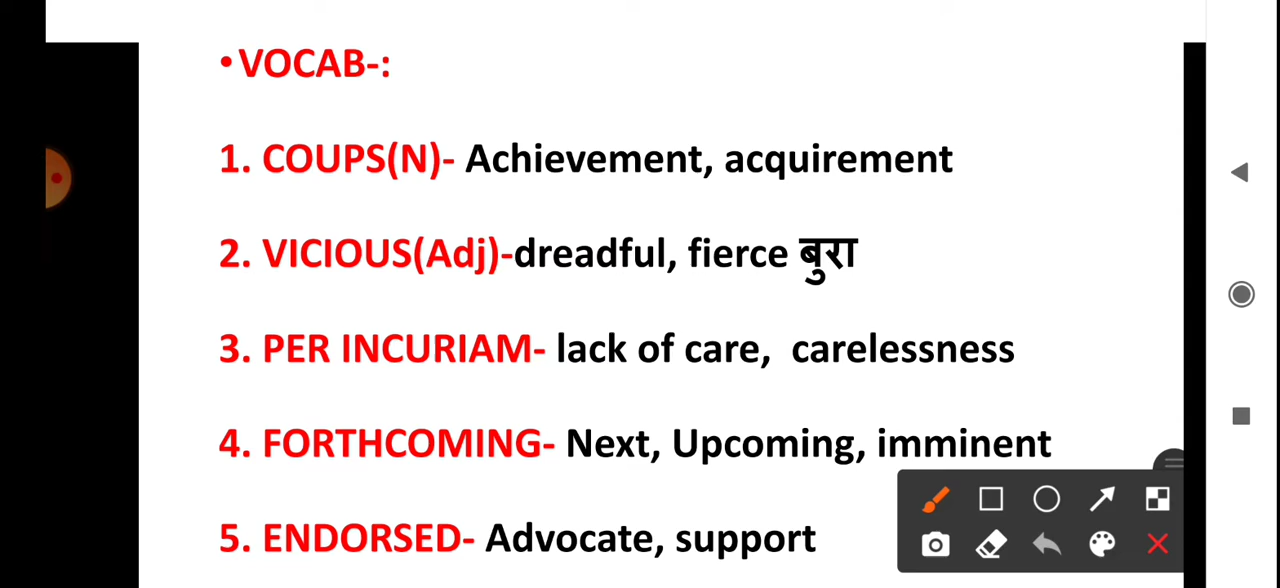 • VOCAB-:
1. COUPS(N)- Achievement, acquirement
2. VICIOUS(Adj)-dreadful, fierce बुरा
3. PER INCURIAM- lack of care, carelessness
4. FORTHCOMING- Next, Upcoming, imminent
5. ENDORSED- Advocate, support